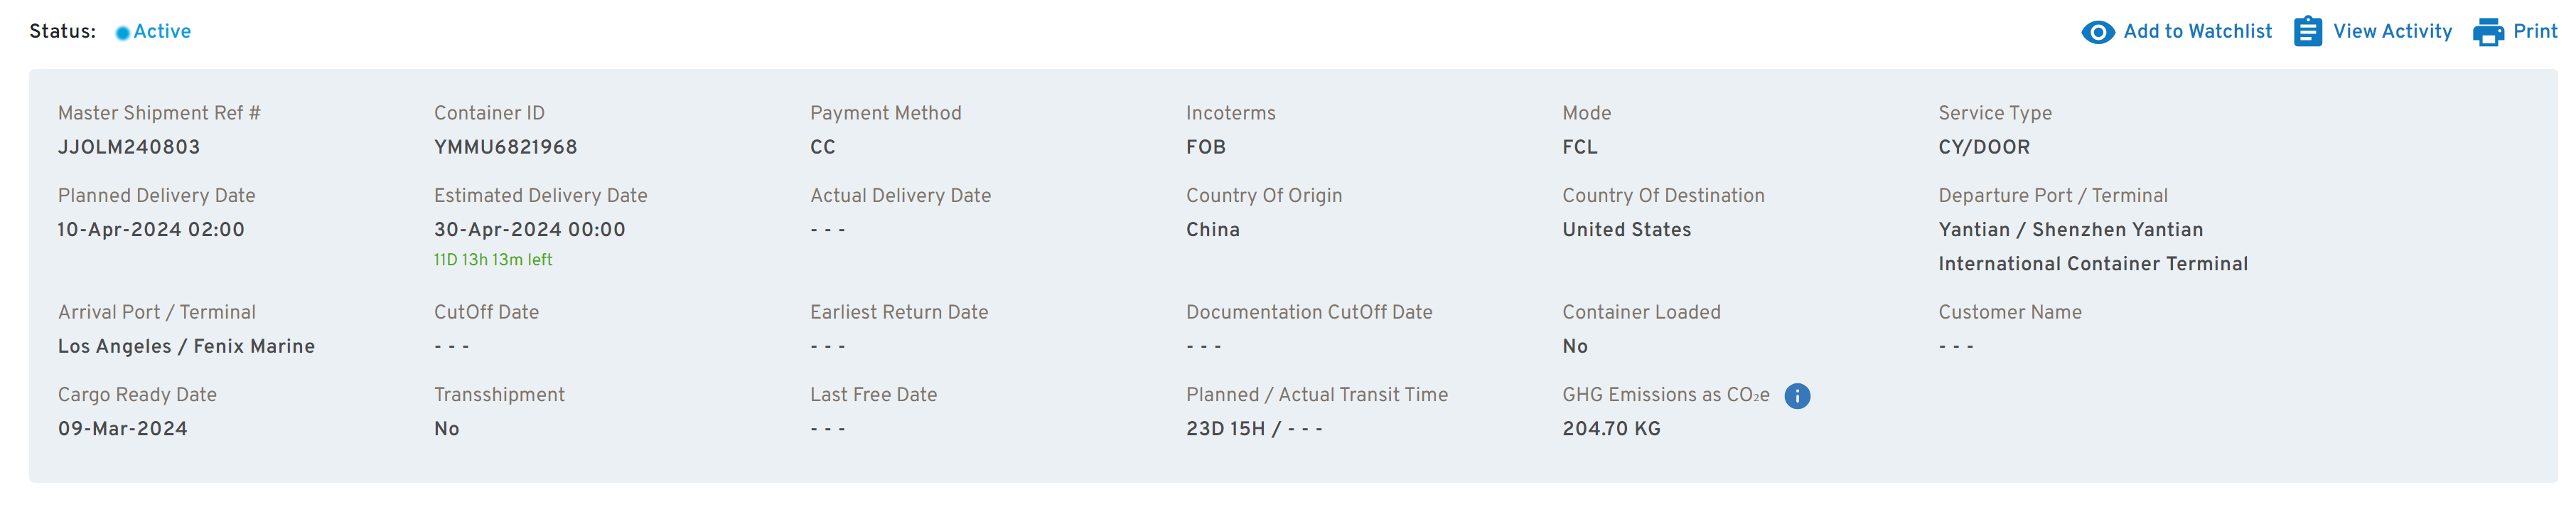 Status: Active Add to Watchlist View Activity Print
Master Shipment Ref # Container ID Payment Method Incoterms Mode Service Type
JJOLM240803 YMMU6821968 CC FOB FCL CY/DOOR
Planned Delivery Date Estimated Delivery Date Actual Delivery Date Country Of Origin Country Of Destination Departure Port / Terminal
10-Apr-2024 02:00 30-Apr-2024 00:00 - - - China United States Yantian / Shenzhen Yantian
11D 13h 13m left International Container Terminal
Arrival Port / Terminal CutOff Date Earliest Return Date Documentation CutOff Date Container Loaded Customer Name
Los Angeles / Fenix Marine - - - - - - - - - No - - -
Cargo Ready Date Transshipment Last Free Date Planned / Actual Transit Time GHG Emissions as CO₂e i
09-Mar-2024 No - - - 23D 15H / - - - 204.70 KG